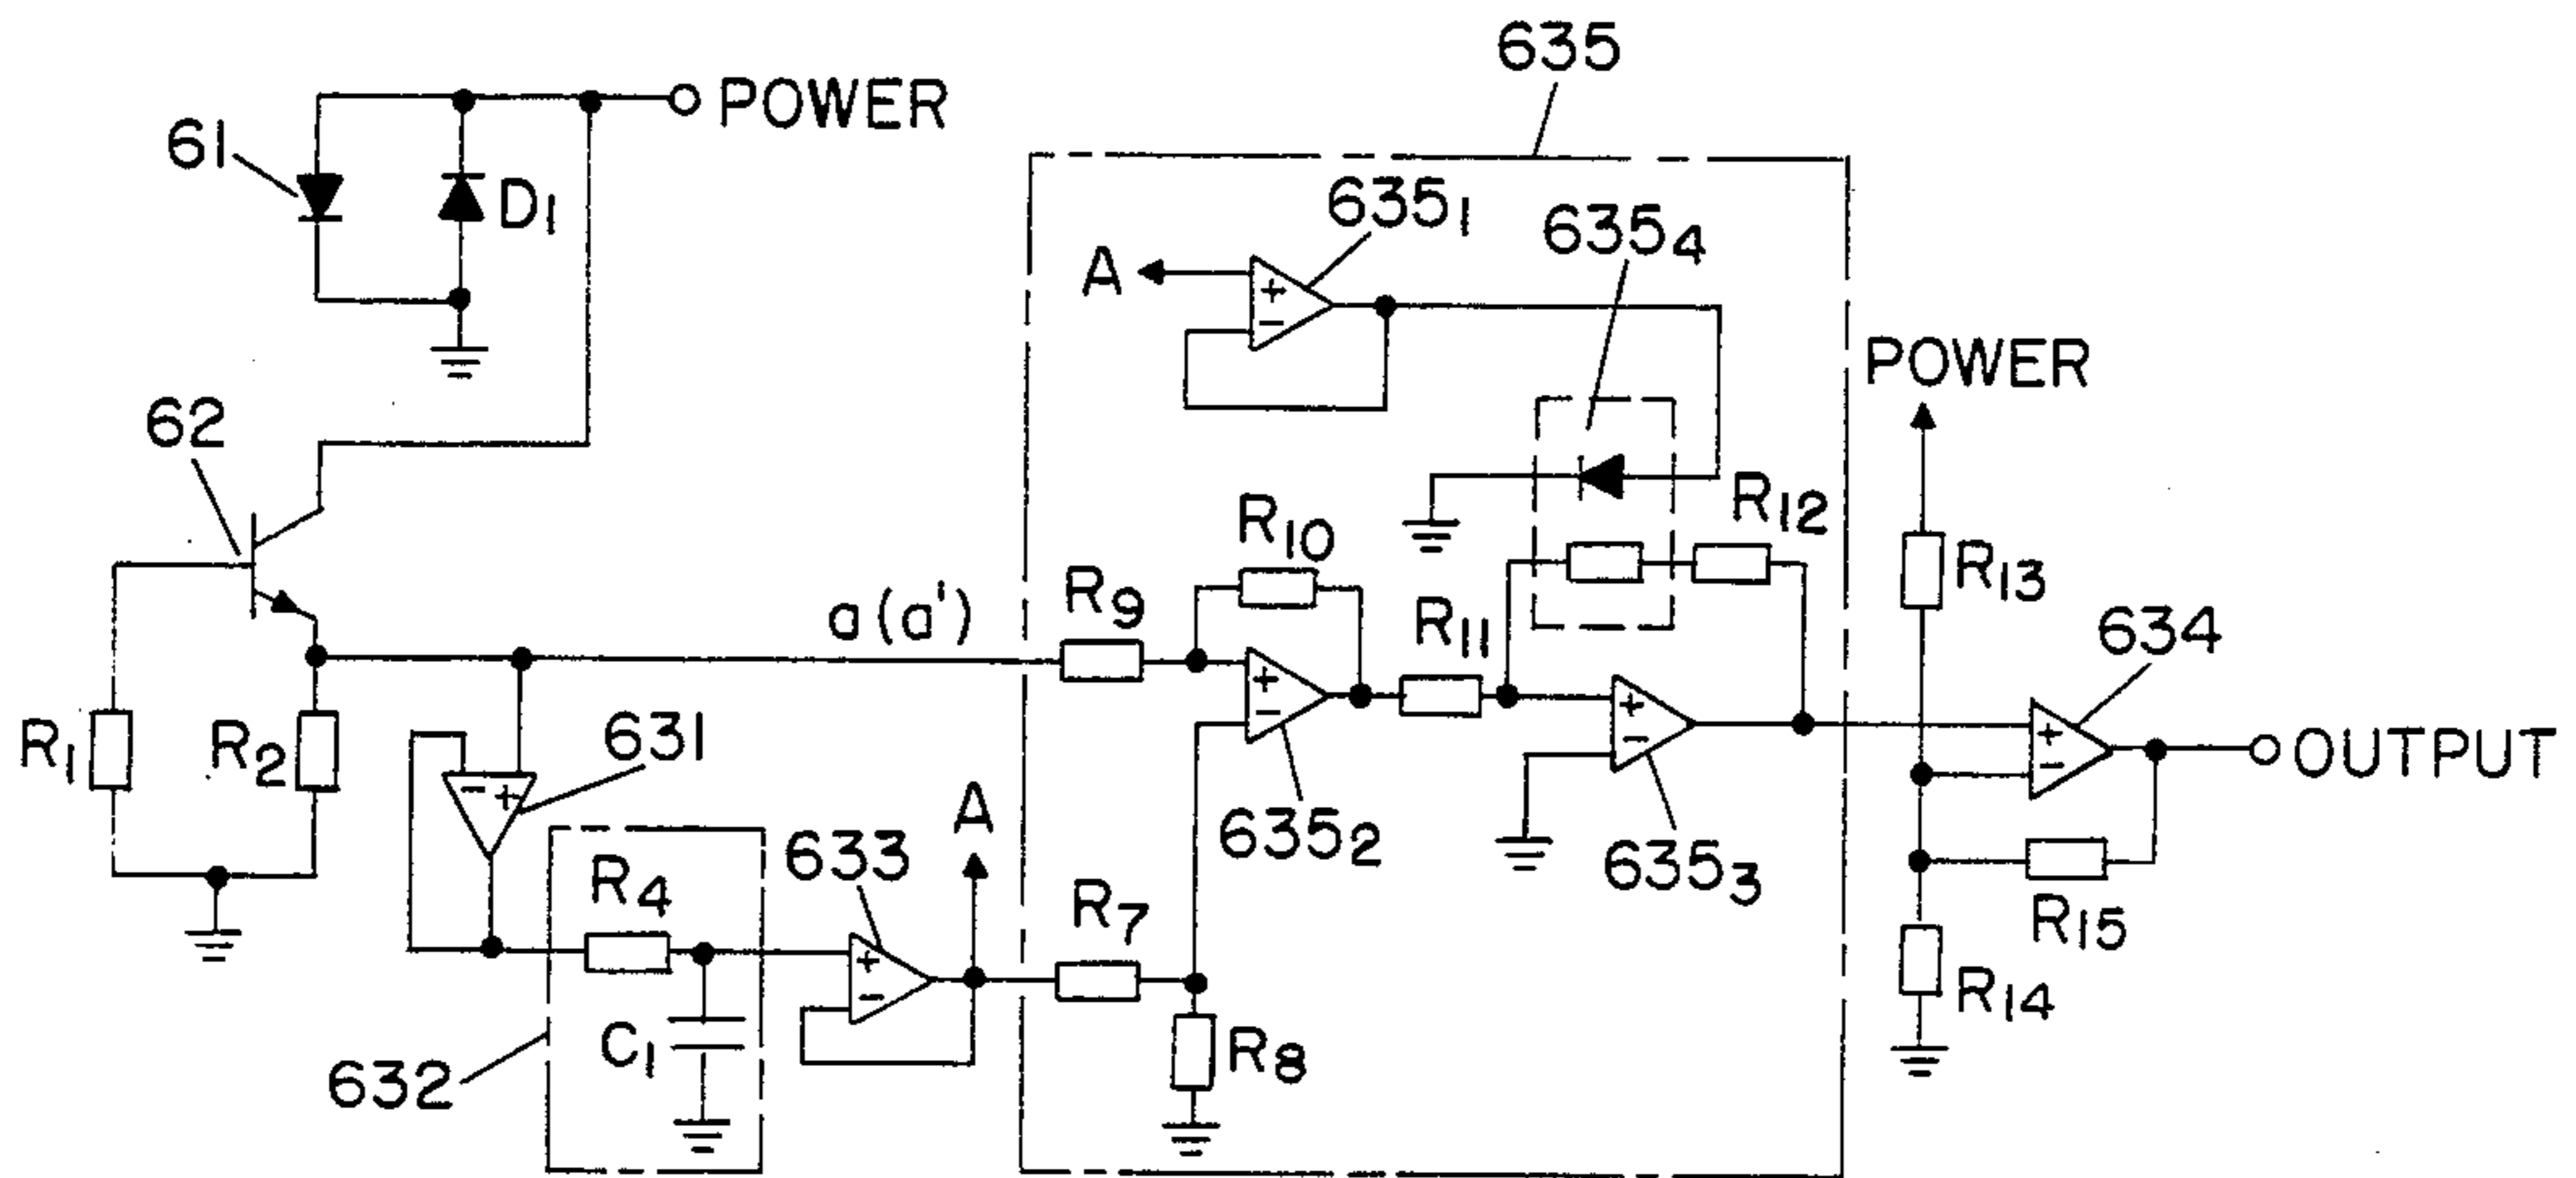 635
POWER
61
D1
6351
6354
A
POWER
62
R12
R10
R13
a (a')
R9
R11
634
R1
R2
631
A
OUTPUT
633
6352
6353
R4
R7
R15
C1
R8
R14
632
+
-
+
-
+
-
+
-
+
-
- +